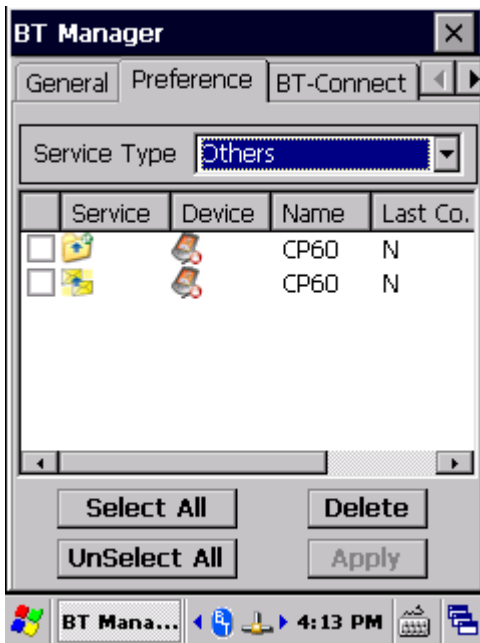 BT Manager
General Preference BT-Connect
Service Type Others
Service Device Name Last Co.
CP60 N
CP60 N
Select All Delete
UnSelect All Apply
BT Mana... 4:13 PM